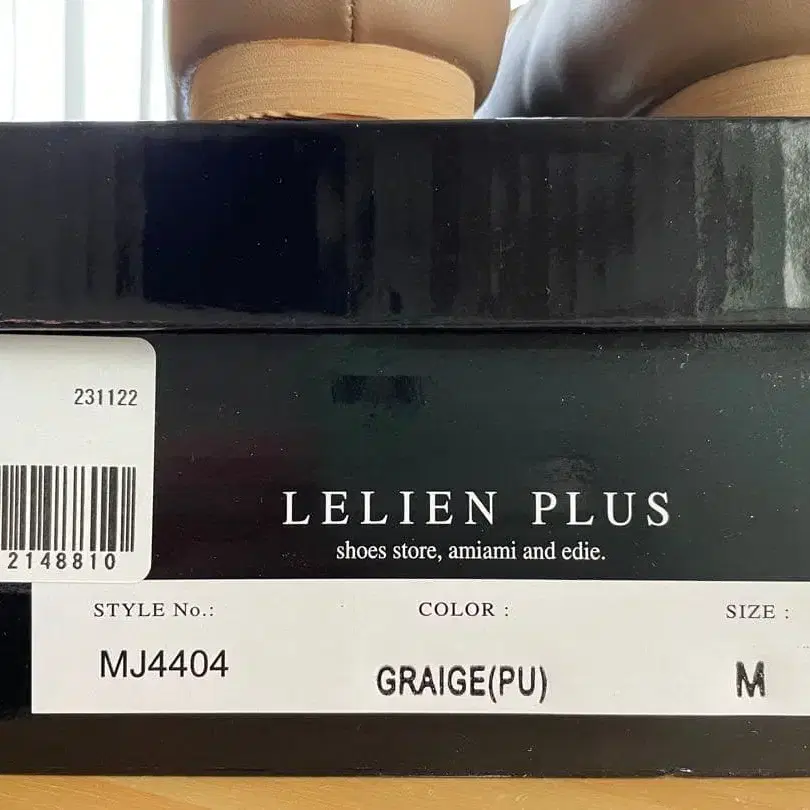 231122
2148810
LELIEN PLUS
shoes store, amiami and edie.
STYLE No.: COLOR : SIZE :
MJ4404 GRAIGE(PU) M